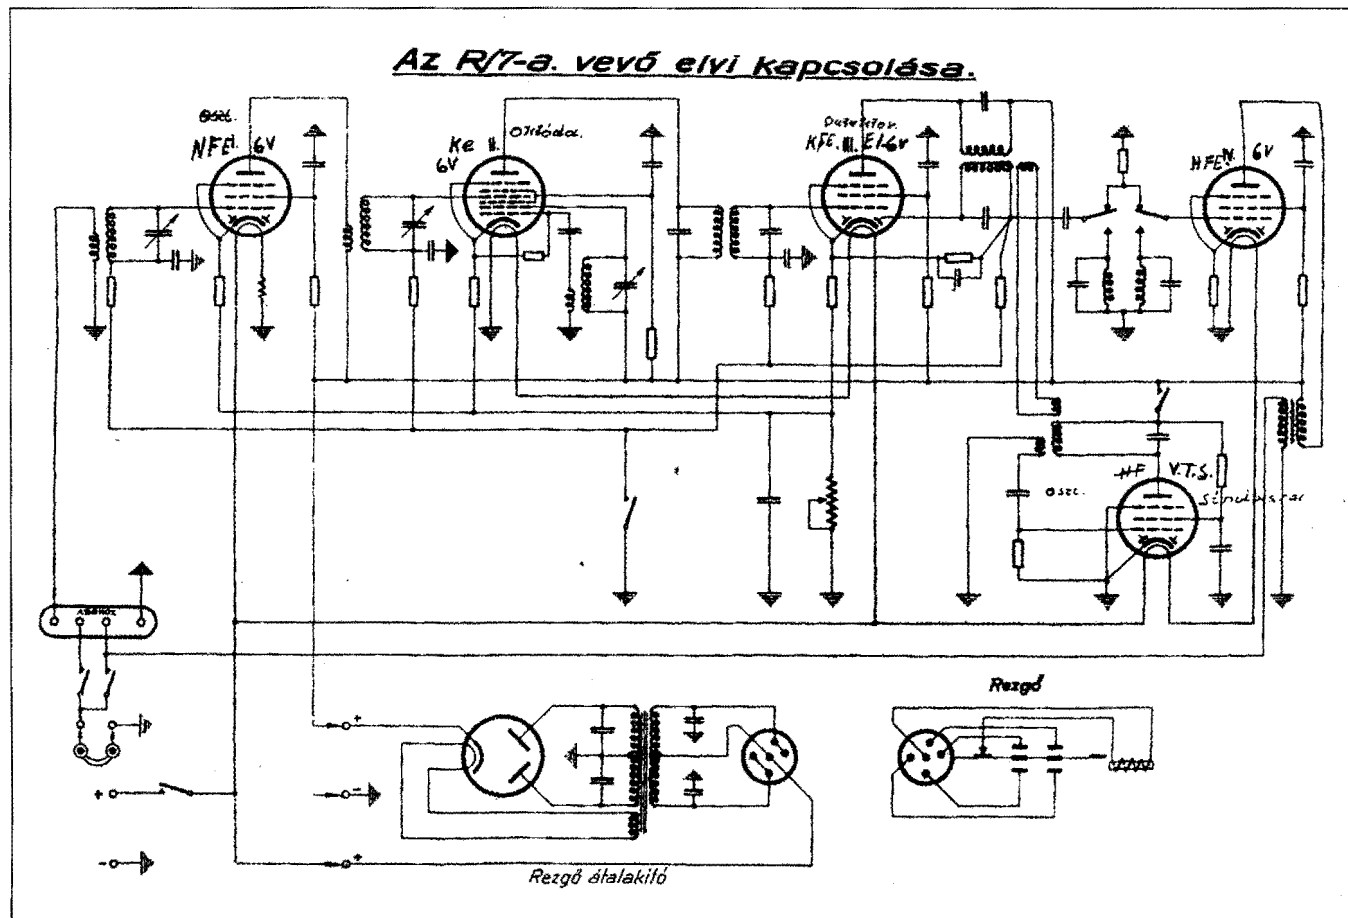 Az R/7-a. vevő elvi kapcsolása.
Oszc.
NFE I. 6V
Ke II. Októda.
6V
Detektor.
KFE. III. El-6V
HFE IV. 6V
HF V.T.S.
Oszc.
+
-
+
+
-
Rezgő
Rezgő átalakító